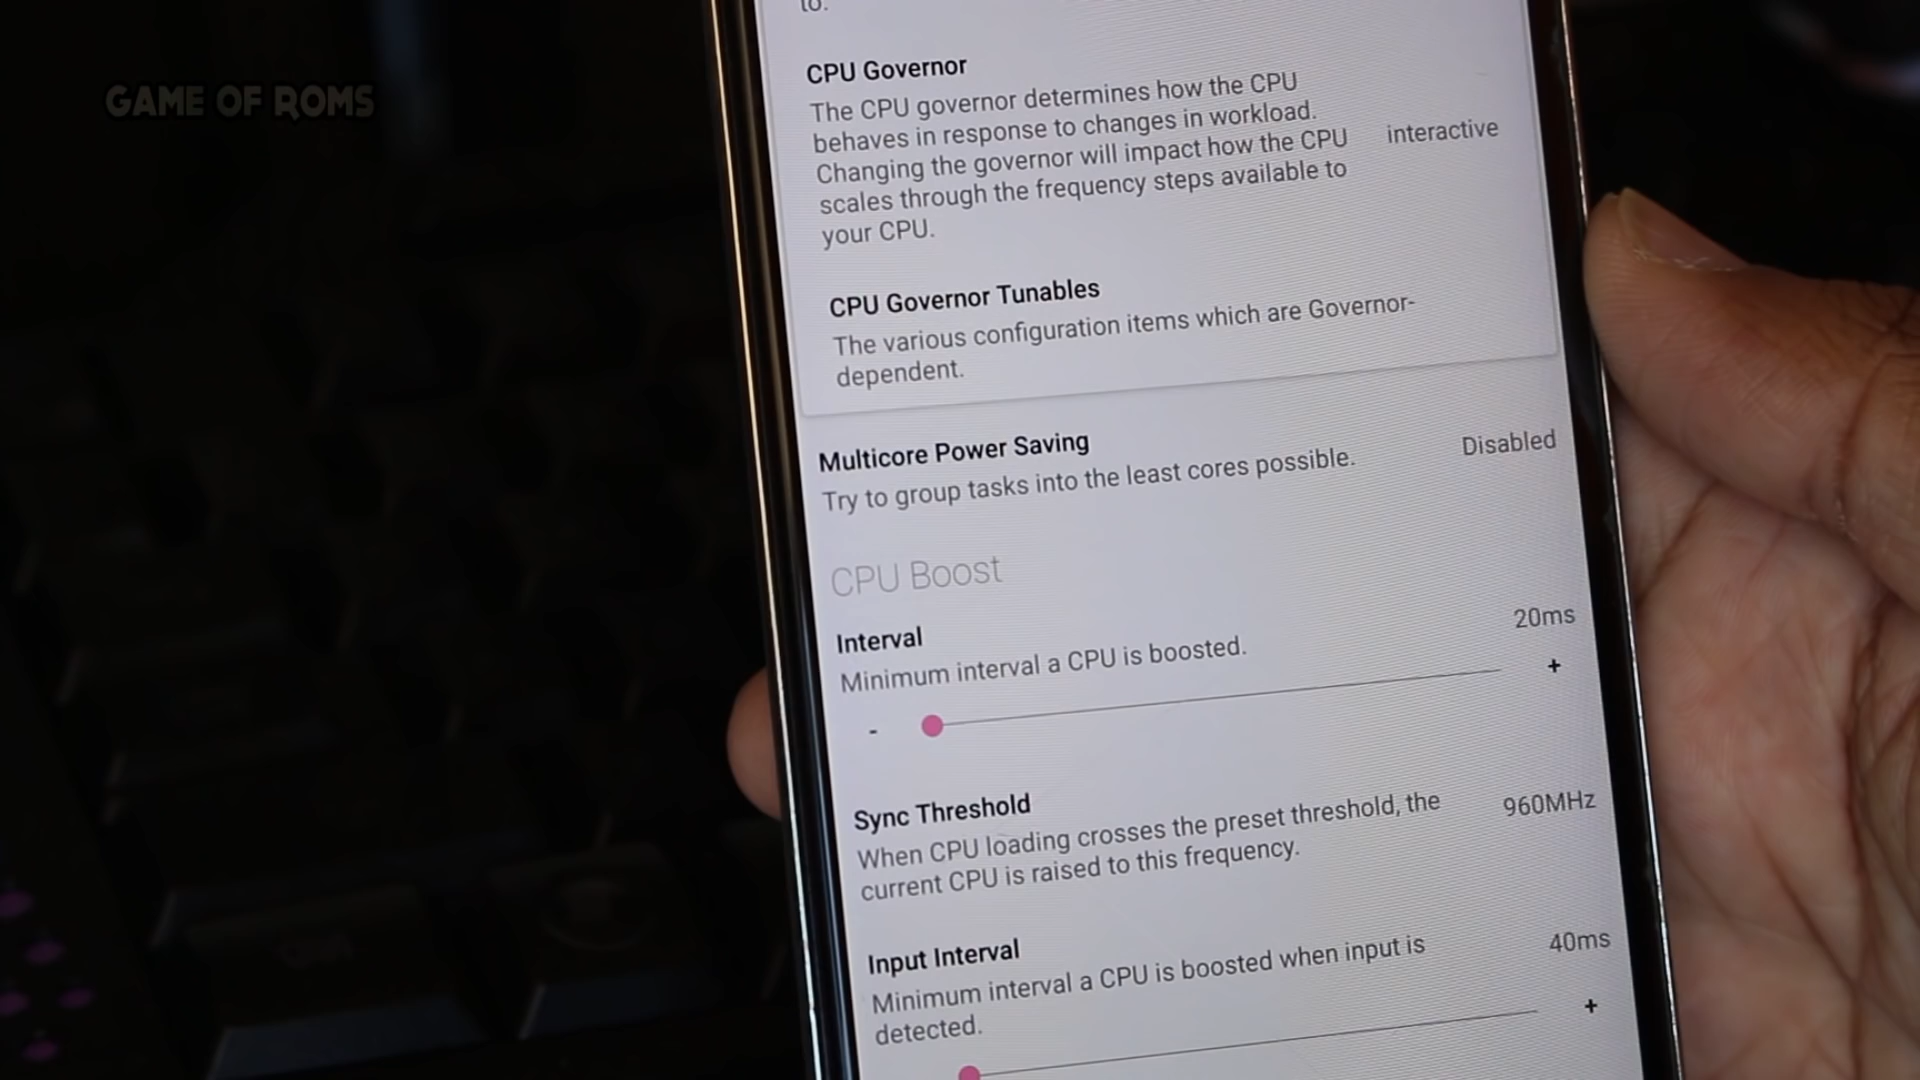 GAME OF ROMS
to.
CPU Governor
The CPU governor determines how the CPU
behaves in response to changes in workload.
Changing the governor will impact how the CPU
scales through the frequency steps available to
your CPU.
interactive
CPU Governor Tunables
The various configuration items which are Governor-
dependent.
Multicore Power Saving
Try to group tasks into the least cores possible.
Disabled
CPU Boost
Interval
Minimum interval a CPU is boosted.
20ms
-
+
Sync Threshold
When CPU loading crosses the preset threshold, the
current CPU is raised to this frequency.
960MHz
Input Interval
Minimum interval a CPU is boosted when input is
detected.
40ms
+